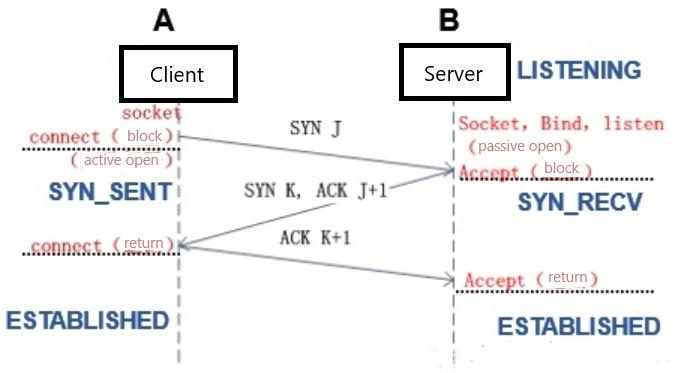 A
B
Client
Server
LISTENING
socket
connect (block)
(active open)
SYN J
Socket, Bind, listen
(passive open)
Accept (block)
SYN_SENT
SYN K, ACK J+1
SYN_RECV
connect (return)
ACK K+1
Accept (return)
ESTABLISHED
ESTABLISHED